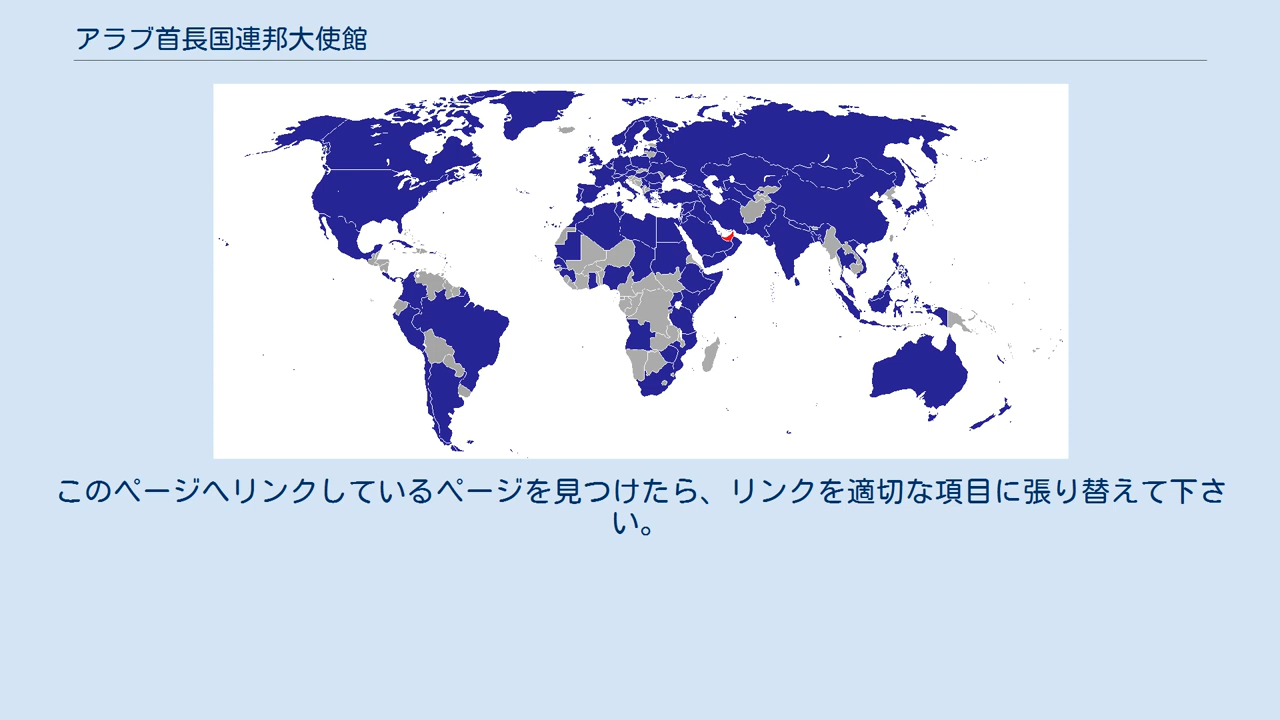 アラブ首長国連邦大使館
このページへリンクしているページを見つけたら、リンクを適切な項目に張り替えて下さ
い。